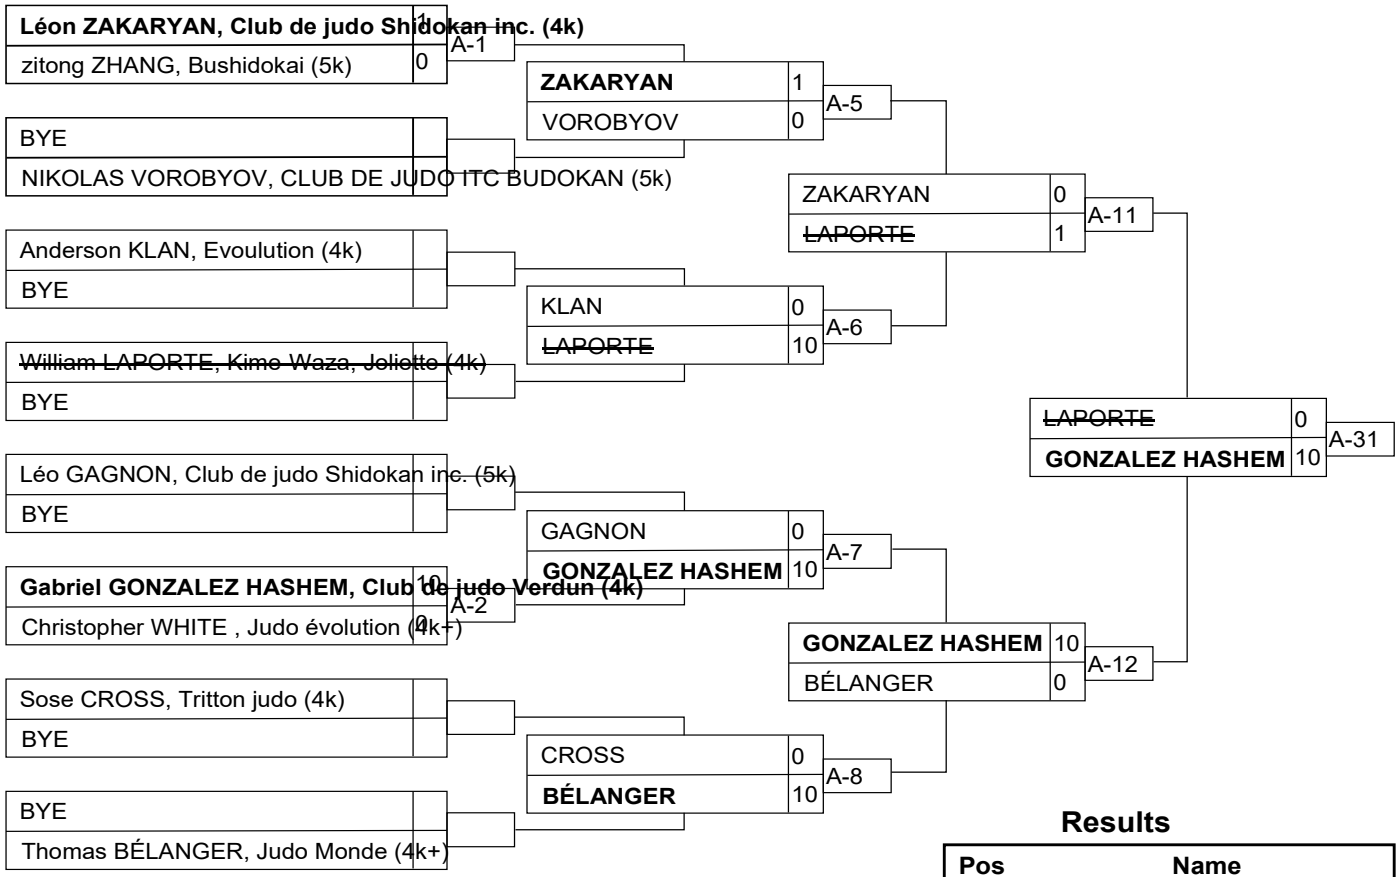 Léon ZAKARYAN, Club de judo Shidokan inc. (4k) 1
zitong ZHANG, Bushidokai (5k) 0
A-1
BYE
NIKOLAS VOROBYOV, CLUB DE JUDO ITC BUDOKAN (5k)
Anderson KLAN, Evoulution (4k)
BYE
William LAPORTE, Kime-Waza, Joliette (4k)
BYE
Léo GAGNON, Club de judo Shidokan inc. (5k)
BYE
Gabriel GONZALEZ HASHEM, Club de judo Verdun (4k) 10
Christopher WHITE , Judo évolution (4k+) 0
A-2
Sose CROSS, Tritton judo (4k)
BYE
BYE
Thomas BÉLANGER, Judo Monde (4k+)
ZAKARYAN 1
VOROBYOV 0
A-5
KLAN 0
LAPORTE 10
A-6
GAGNON 0
GONZALEZ HASHEM 10
A-7
CROSS 0
BÉLANGER 10
A-8
ZAKARYAN 0
LAPORTE 1
A-11
GONZALEZ HASHEM 10
BÉLANGER 0
A-12
LAPORTE 0
GONZALEZ HASHEM 10
A-31
Results
Pos Name